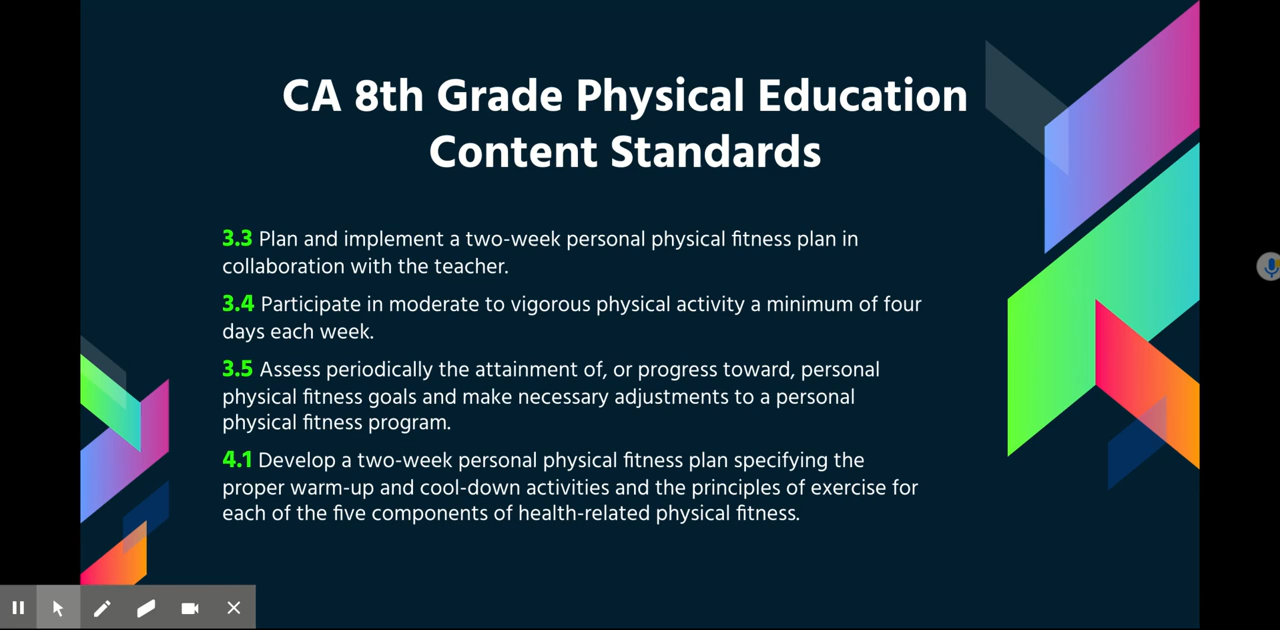 CA 8th Grade Physical Education
Content Standards
3.3 Plan and implement a two-week personal physical fitness plan in
collaboration with the teacher.
3.4 Participate in moderate to vigorous physical activity a minimum of four
days each week.
3.5 Assess periodically the attainment of, or progress toward, personal
physical fitness goals and make necessary adjustments to a personal
physical fitness program.
4.1 Develop a two-week personal physical fitness plan specifying the
proper warm-up and cool-down activities and the principles of exercise for
each of the five components of health-related physical fitness.